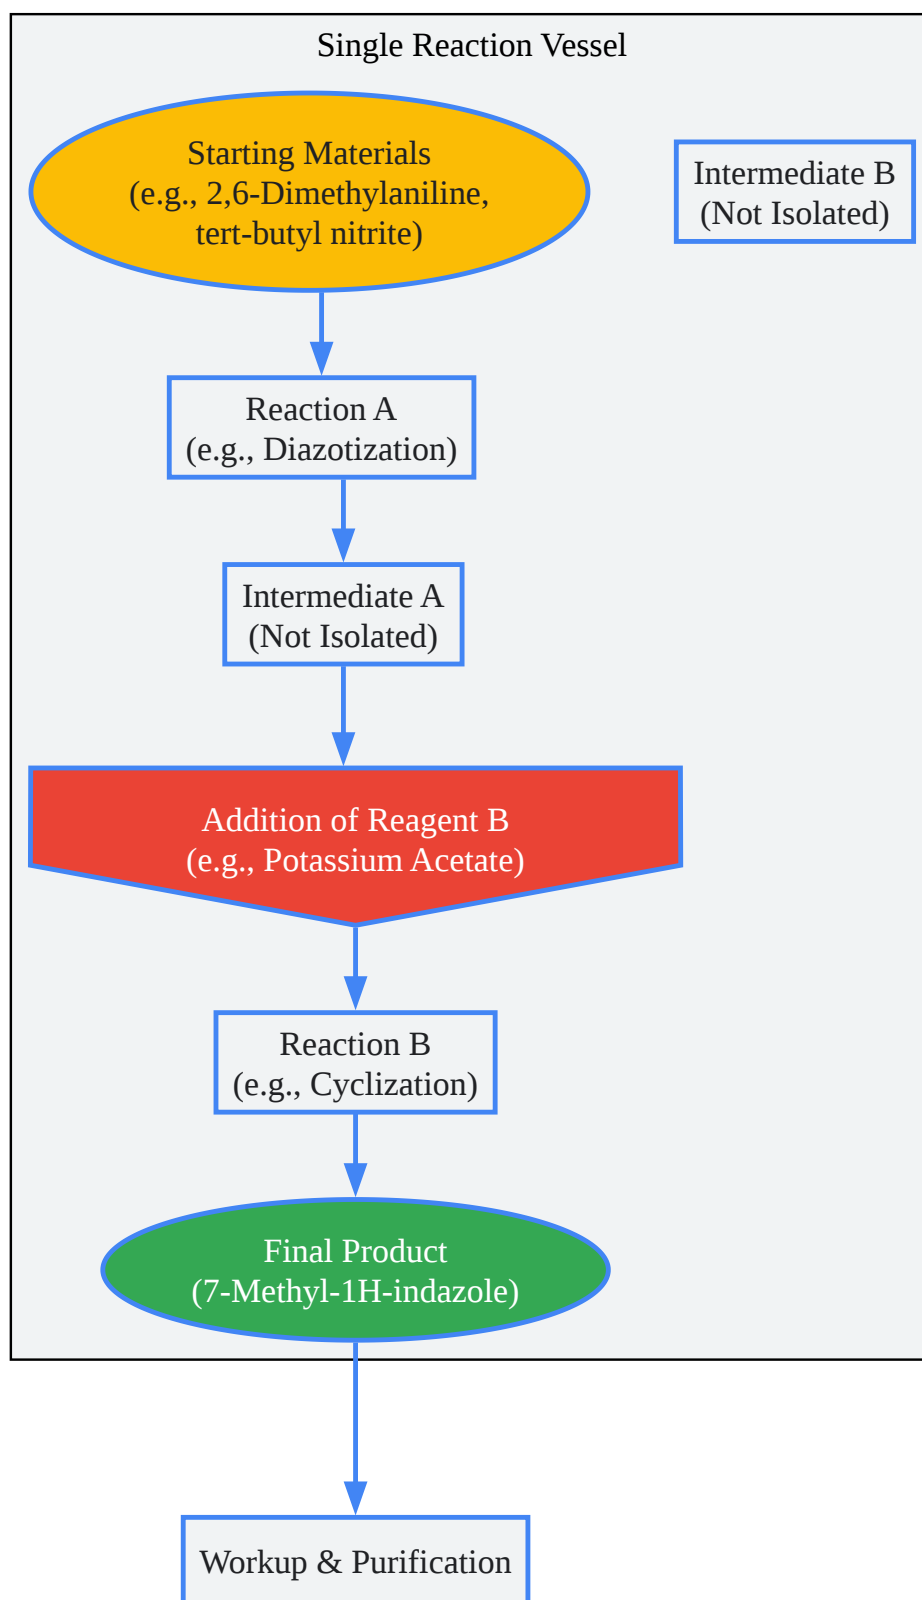 Single Reaction Vessel
Starting Materials
(e.g., 2,6-Dimethylaniline,
tert-butyl nitrite)
Intermediate B
(Not Isolated)
Reaction A
(e.g., Diazotization)
Intermediate A
(Not Isolated)
Addition of Reagent B
(e.g., Potassium Acetate)
Reaction B
(e.g., Cyclization)
Final Product
(7-Methyl-1H-indazole)
Workup & Purification